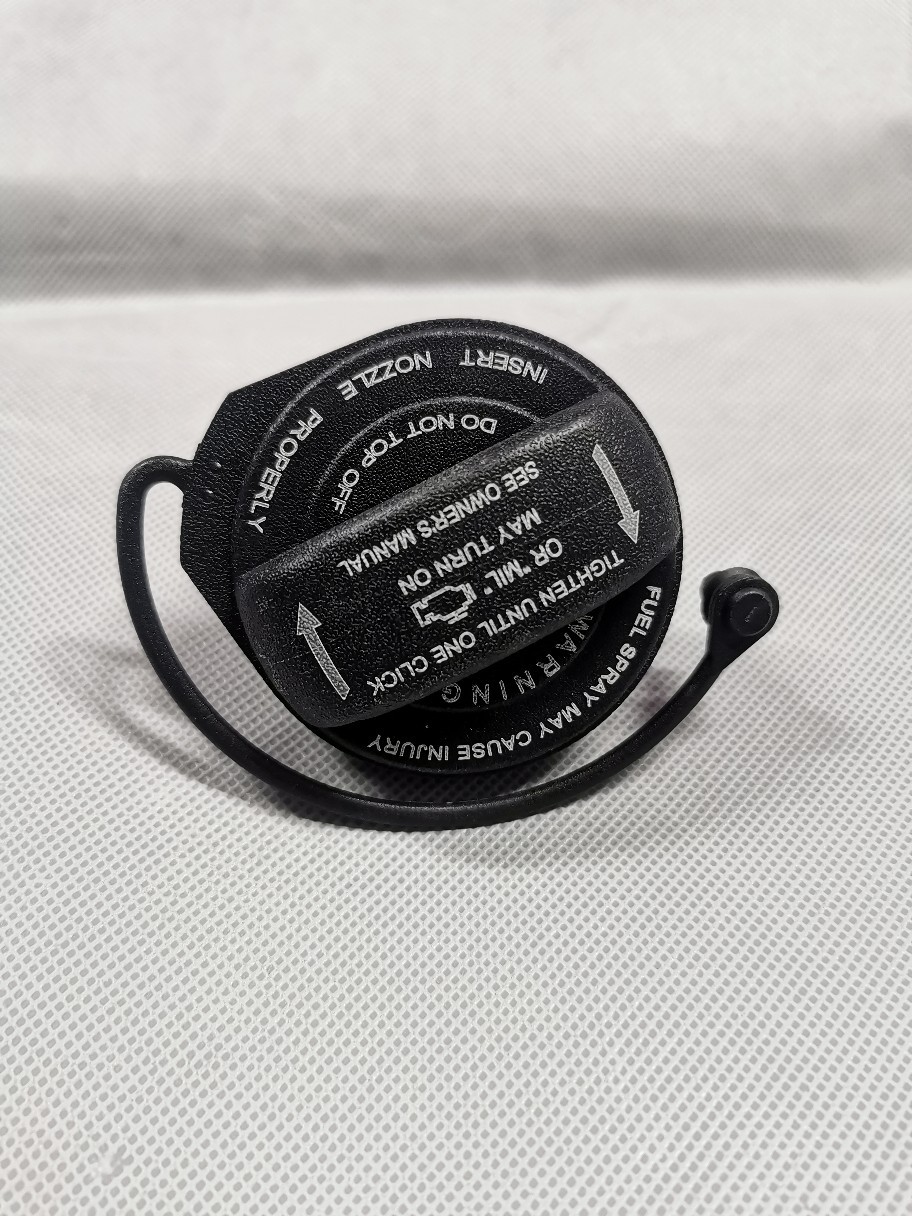 WARNING
FUEL SPRAY MAY CAUSE INJURY
TIGHTEN UNTIL ONE CLICK
OR "MIL"
MAY TURN ON
SEE OWNER'S MANUAL
DO NOT TOP OFF
INSERT NOZZLE PROPERLY